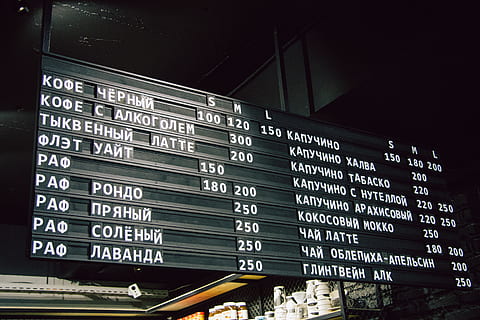 S M L
КОФЕ ЧЕРНЫЙ 100 120 150
КОФЕ С АЛКОГОЛЕМ 300
ТЫКВЕННЫЙ ЛАТТЕ 200
ФЛЭТ УАЙТ 150
РАФ 180 200
РАФ РОНДО 250
РАФ ПРЯНЫЙ 250
РАФ СОЛЁНЫЙ 250
РАФ ЛАВАНДА 250
S M L
КАПУЧИНО 150 180 200
КАПУЧИНО ХАЛВА 200
КАПУЧИНО ТАБАСКО 220
КАПУЧИНО С НУТЕЛЛОЙ 220 250
КАПУЧИНО АРАХИСОВЫЙ 220 250
КОКОСОВЫЙ МОККО 250
ЧАЙ ЛАТТЕ 180 200
ЧАЙ ОБЛЕПИХА-АПЕЛЬСИН 200
ГЛИНТВЕЙН АЛК 250